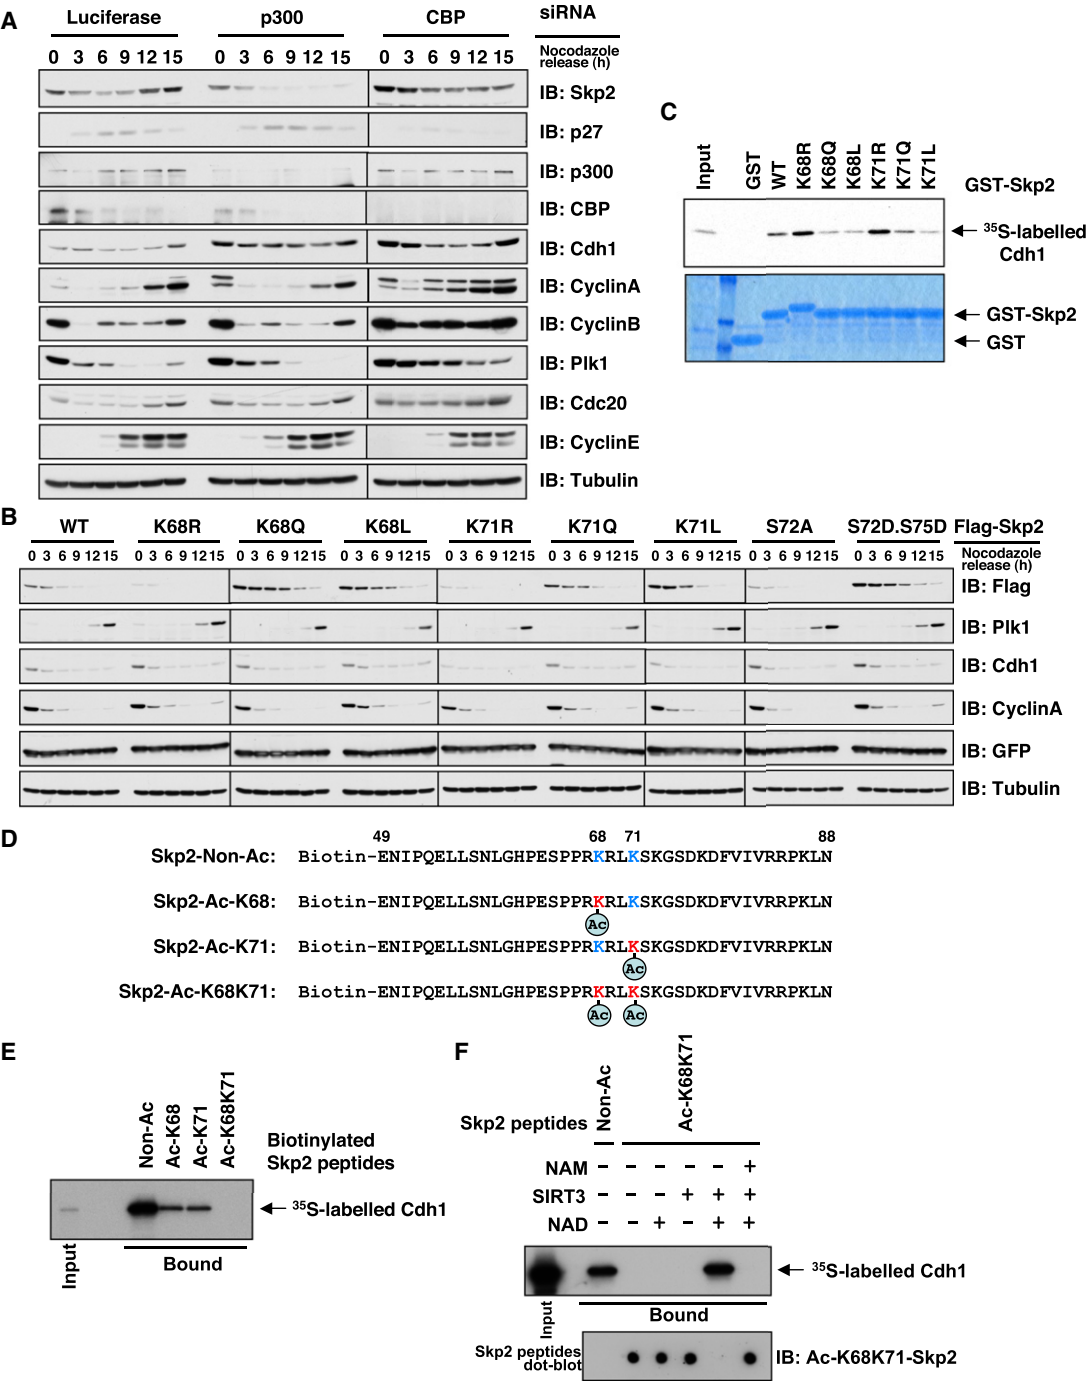 A
Luciferase p300 CBP siRNA
0 3 6 9 12 15 0 3 6 9 12 15 0 3 6 9 12 15 Nocodazole release (h)
IB: Skp2
IB: p27
IB: p300
IB: CBP
IB: Cdh1
IB: CyclinA
IB: CyclinB
IB: Plk1
IB: Cdc20
IB: CyclinE
IB: Tubulin
C
Input GST WT K68R K68Q K68L K71R K71Q K71L GST-Skp2
35S-labelled
Cdh1
GST-Skp2
GST
B
WT K68R K68Q K68L K71R K71Q K71L S72A S72D.S75D Flag-Skp2
0 3 6 9 12 15 0 3 6 9 12 15 0 3 6 9 12 15 0 3 6 9 12 15 0 3 6 9 12 15 0 3 6 9 12 15 0 3 6 9 12 15 0 3 6 9 12 15 0 3 6 9 12 15 Nocodazole release (h)
IB: Flag
IB: Plk1
IB: Cdh1
IB: CyclinA
IB: GFP
IB: Tubulin
D
49 68 71 88
Skp2-Non-Ac: Biotin-ENIPQELLSNLGHPESPPRKRLKSKGSDKDFVIVRRPKLN
Skp2-Ac-K68: Biotin-ENIPQELLSNLGHPESPPRKRLKSKGSDKDFVIVRRPKLN
Ac
Skp2-Ac-K71: Biotin-ENIPQELLSNLGHPESPPRKRLKSKGSDKDFVIVRRPKLN
Ac
Skp2-Ac-K68K71: Biotin-ENIPQELLSNLGHPESPPRKRLKSKGSDKDFVIVRRPKLN
Ac Ac
E
Non-Ac Ac-K68 Ac-K71 Ac-K68K71
Biotinylated
Skp2 peptides
35S-labelled Cdh1
Input
Bound
F
Skp2 peptides Non-Ac Ac-K68K71
NAM - - - - - +
SIRT3 - - - + + +
NAD - - + - + +
35S-labelled Cdh1
Input
Bound
Skp2 peptides
dot-blot
IB: Ac-K68K71-Skp2